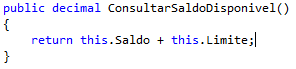 public decimal ConsultarSaldoDisponivel()
{
    return this.Saldo + this.Limite;
}